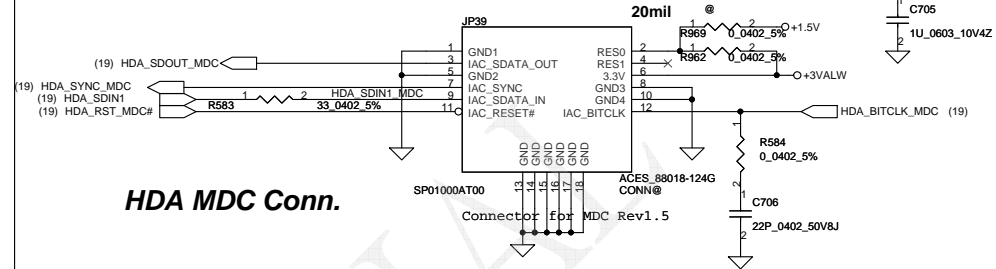 20mil
@
C705
1U_0603_10V4Z
1
2
JP39
R969
1
2
0_0402_5%
+1.5V
R962
1
2
0_0402_5%
+3VALW
1 GND1 RES0 2
3 IAC_SDATA_OUT RES1 4
5 GND2 3.3V 6
7 IAC_SYNC GND3 8
9 IAC_SDATA_IN GND4 10
11 IAC_RESET# IAC_BITCLK 12
(19) HDA_SDOUT_MDC
(19) HDA_SYNC_MDC
(19) HDA_SDIN1
(19) HDA_RST_MDC#
R583
1
2
33_0402_5%
HDA_SDIN1_MDC
HDA_BITCLK_MDC (19)
GND GND GND GND GND GND
13 14 15 16 17 18
R584
0_0402_5%
1
2
C706
22P_0402_50V8J
1
2
SP01000AT00
ACES_88018-124G
CONN@
Connector for MDC Rev1.5
HDA MDC Conn.